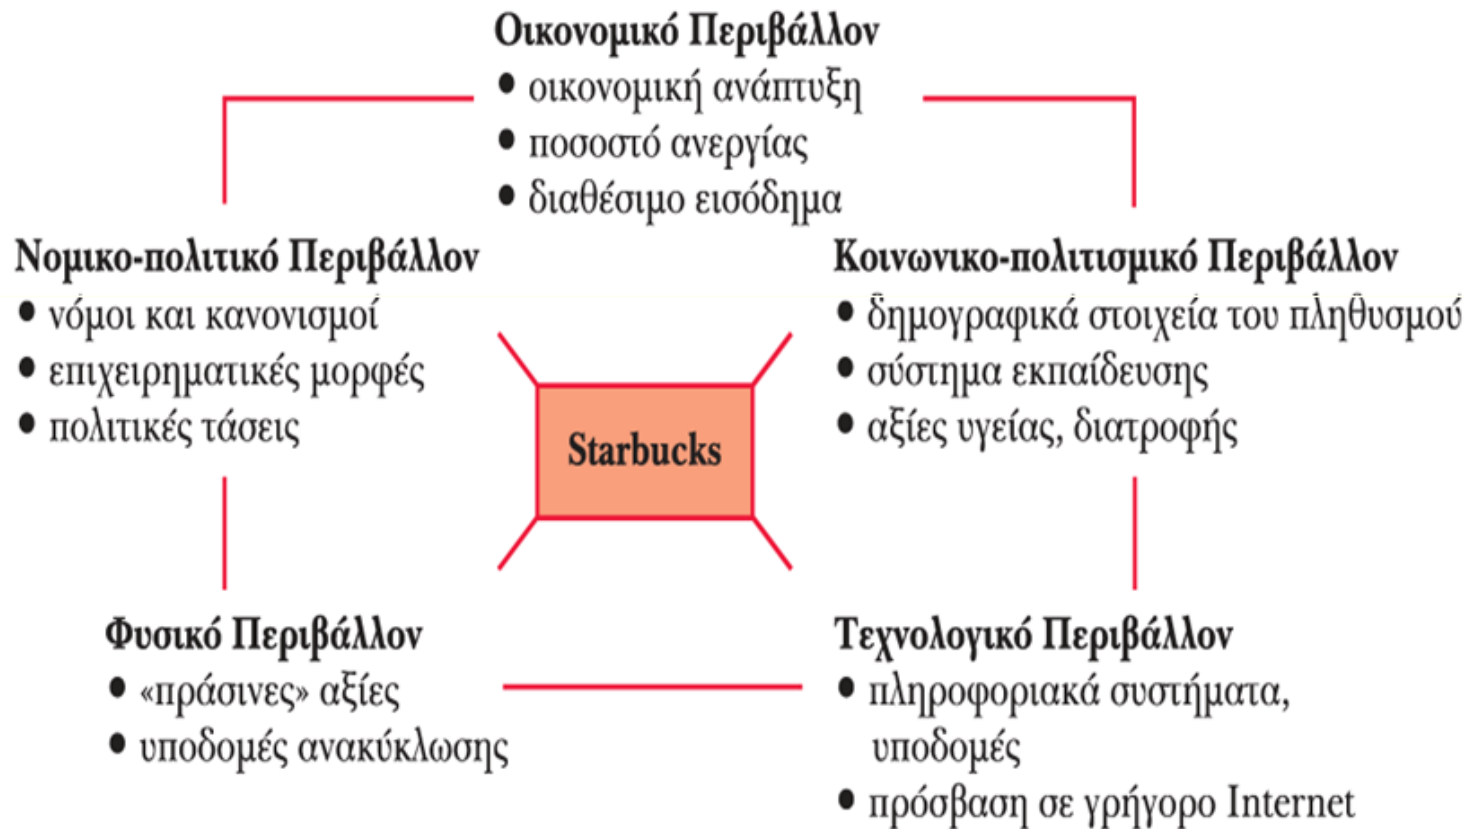 Οικονομικό Περιβάλλον
• οικονομική ανάπτυξη
• ποσοστό ανεργίας
• διαθέσιμο εισόδημα
Νομικο-πολιτικό Περιβάλλον
• νόμοι και κανονισμοί
• επιχειρηματικές μορφές
• πολιτικές τάσεις
Κοινωνικο-πολιτισμικό Περιβάλλον
• δημογραφικά στοιχεία του πληθυσμού
• σύστημα εκπαίδευσης
• αξίες υγείας, διατροφής
Starbucks
Φυσικό Περιβάλλον
• «πράσινες» αξίες
• υποδομές ανακύκλωσης
Τεχνολογικό Περιβάλλον
• πληροφοριακά συστήματα,
υποδομές
• πρόσβαση σε γρήγορο Internet